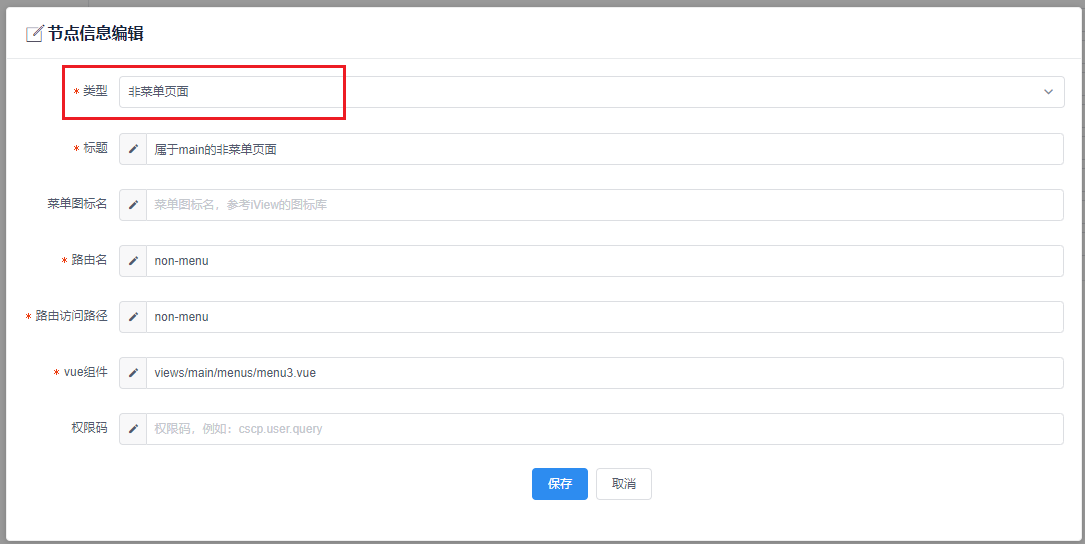 节点信息编辑
* 类型 非菜单页面
* 标题 属于main的非菜单页面
菜单图标名 菜单图标名，参考iView的图标库
* 路由名 non-menu
* 路由访问路径 non-menu
* vue组件 views/main/menus/menu3.vue
权限码 权限码，例如：cscp.user.query
保存 取消